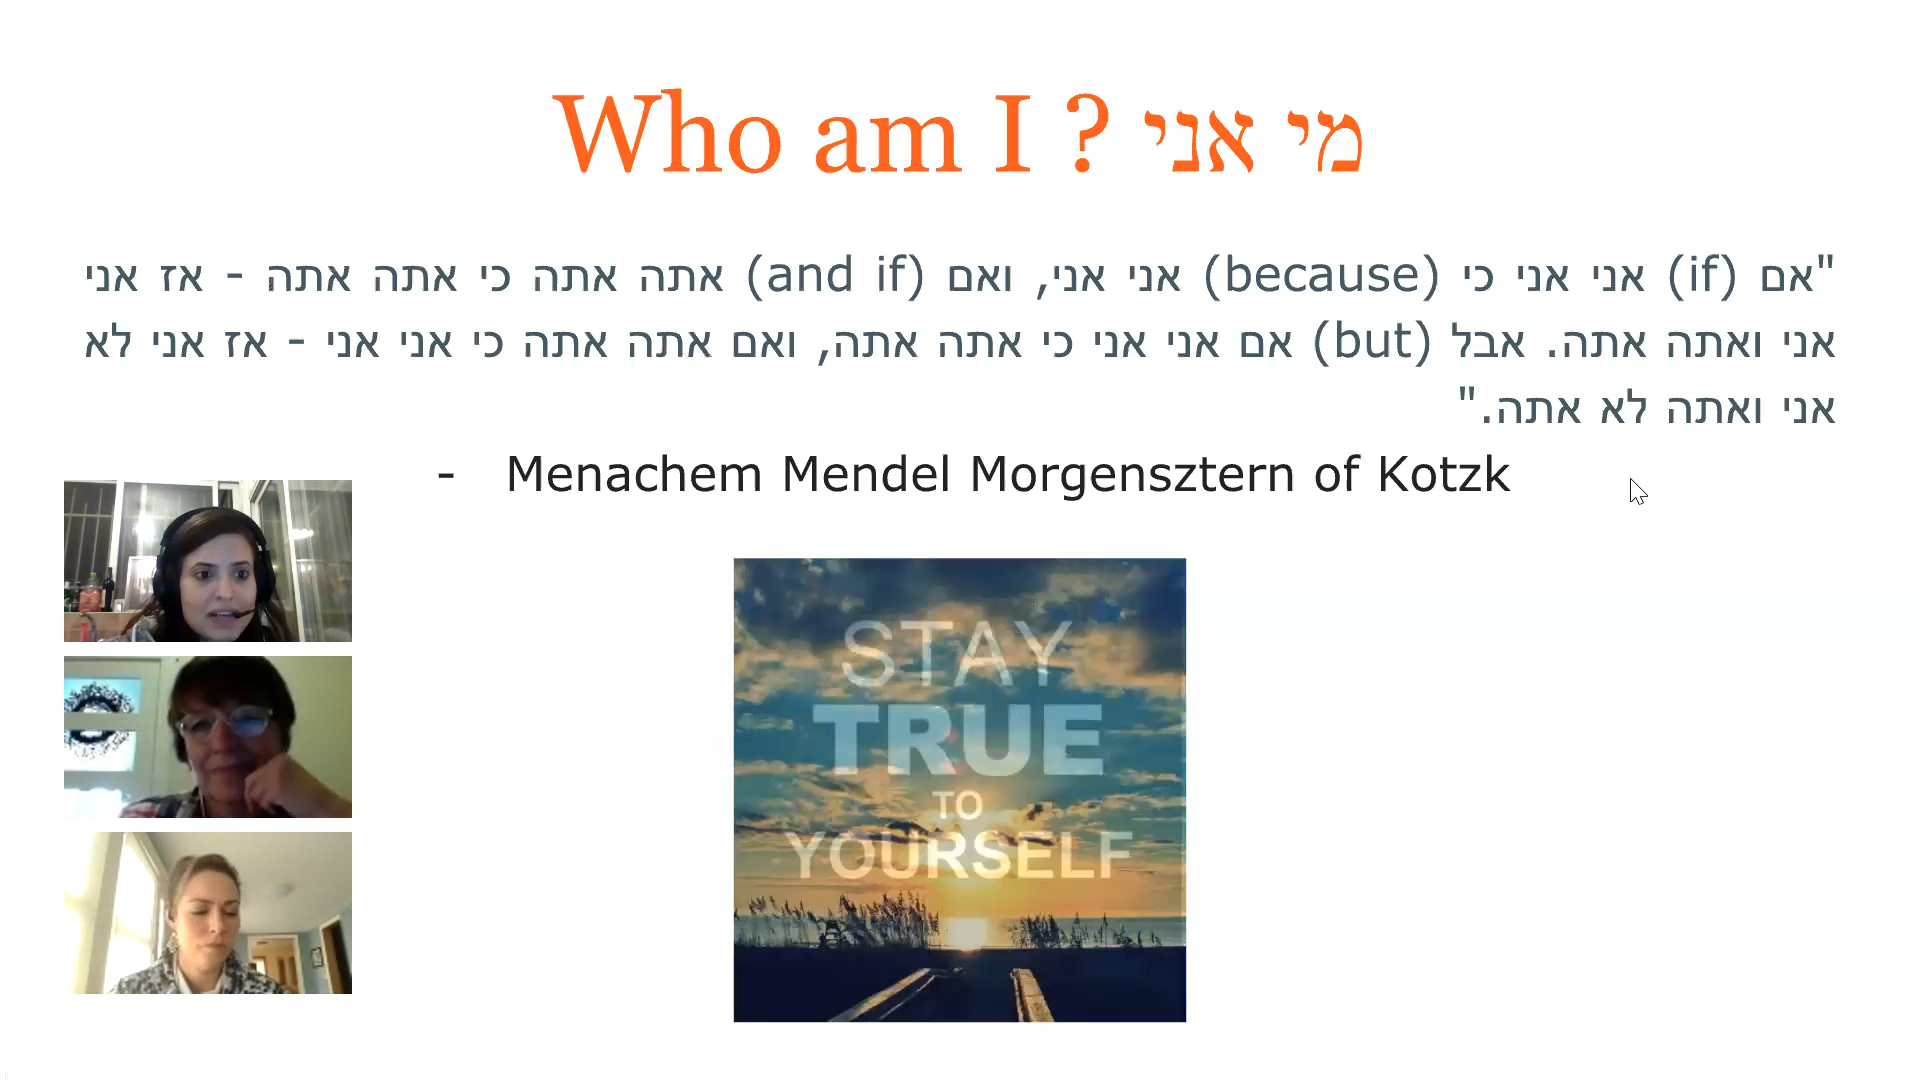 Who am I ? מי אני
"אם (if) אני אני כי (because) אני אני, ואם (and if) אתה אתה כי אתה אתה - אז אני
אני ואתה אתה. אבל (but) אם אני אני כי אתה אתה, ואם אתה אתה כי אני אני - אז אני לא
אני ואתה לא אתה."
- Menachem Mendel Morgensztern of Kotzk
STAY
TRUE
TO
YOURSELF